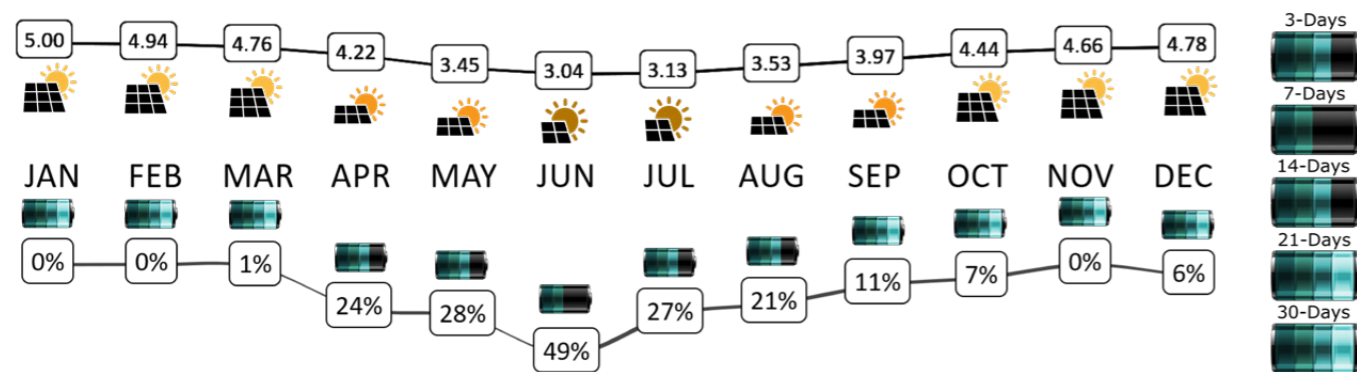 5.00 4.94 4.76 4.22 3.45 3.04 3.13 3.53 3.97 4.44 4.66 4.78
JAN FEB MAR APR MAY JUN JUL AUG SEP OCT NOV DEC
0% 0% 1% 24% 28% 49% 27% 21% 11% 7% 0% 6%
3-Days
7-Days
14-Days
21-Days
30-Days